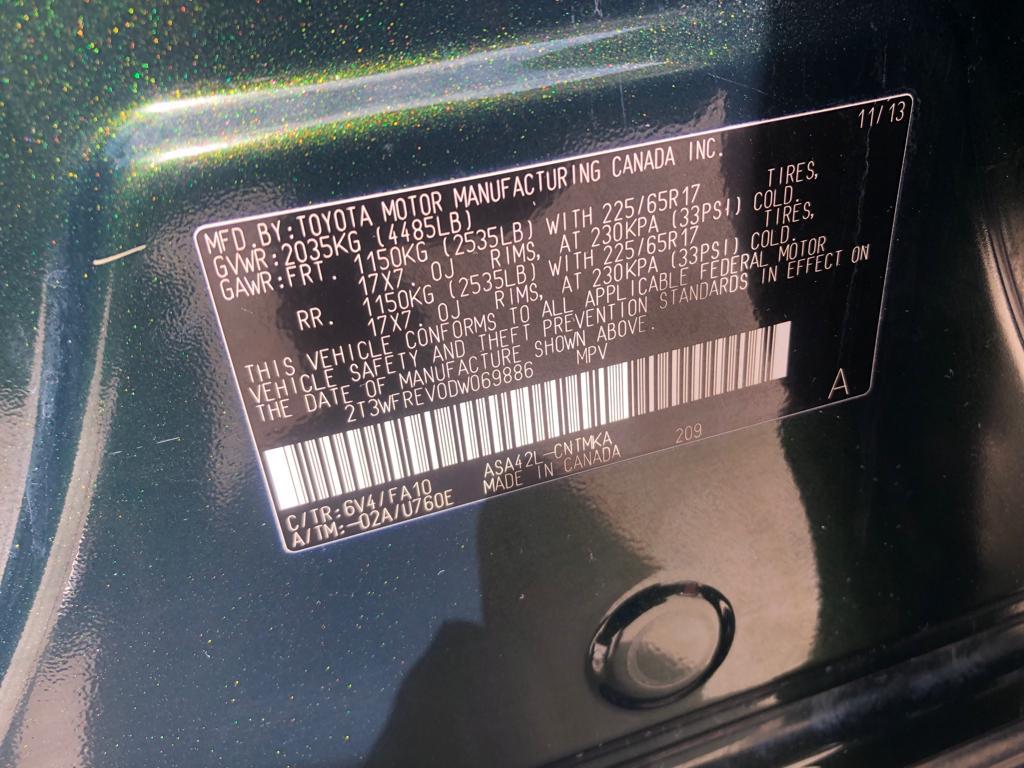 11/13
MFD.BY:TOYOTA MOTOR MANUFACTURING CANADA INC.
GVWR:2035KG (4485LB)
GAWR:FRT. 1150KG (2535LB) WITH 225/65R17 TIRES,
17X7.0J RIMS, AT 230KPA (33PSI) COLD.
RR. 1150KG (2535LB) WITH 225/65R17 TIRES,
17X7 0J RIMS, AT 230KPA (33PSI) COLD.
THIS VEHICLE CONFORMS TO ALL APPLICABLE FEDERAL MOTOR
VEHICLE SAFETY AND THEFT PREVENTION STANDARDS IN EFFECT ON
THE DATE OF MANUFACTURE SHOWN ABOVE.
2T3WFREV0DW069886 MPV
A
C/TR:6V4/FA10 ASA42L-CNTMKA 209
A/TM:-02A/U760E MADE IN CANADA